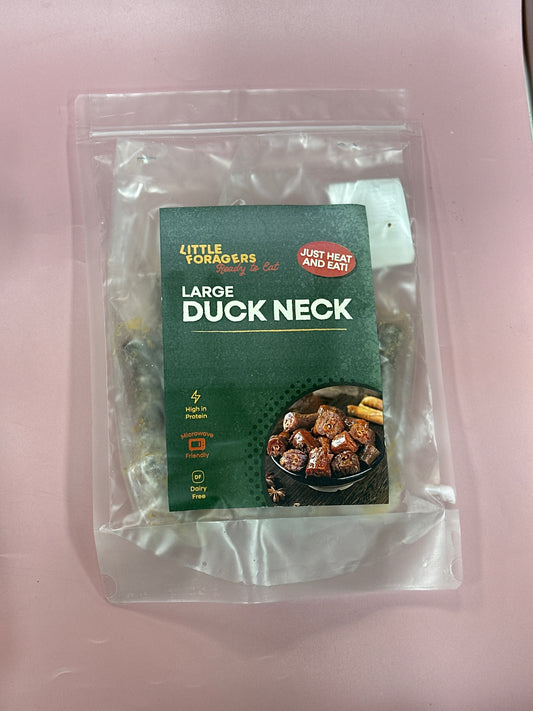 LITTLE
FORAGERS
Ready to Eat
JUST HEAT
AND EAT!
LARGE
DUCK NECK
High in
Protein
Microwave
Friendly
DF
Dairy
Free